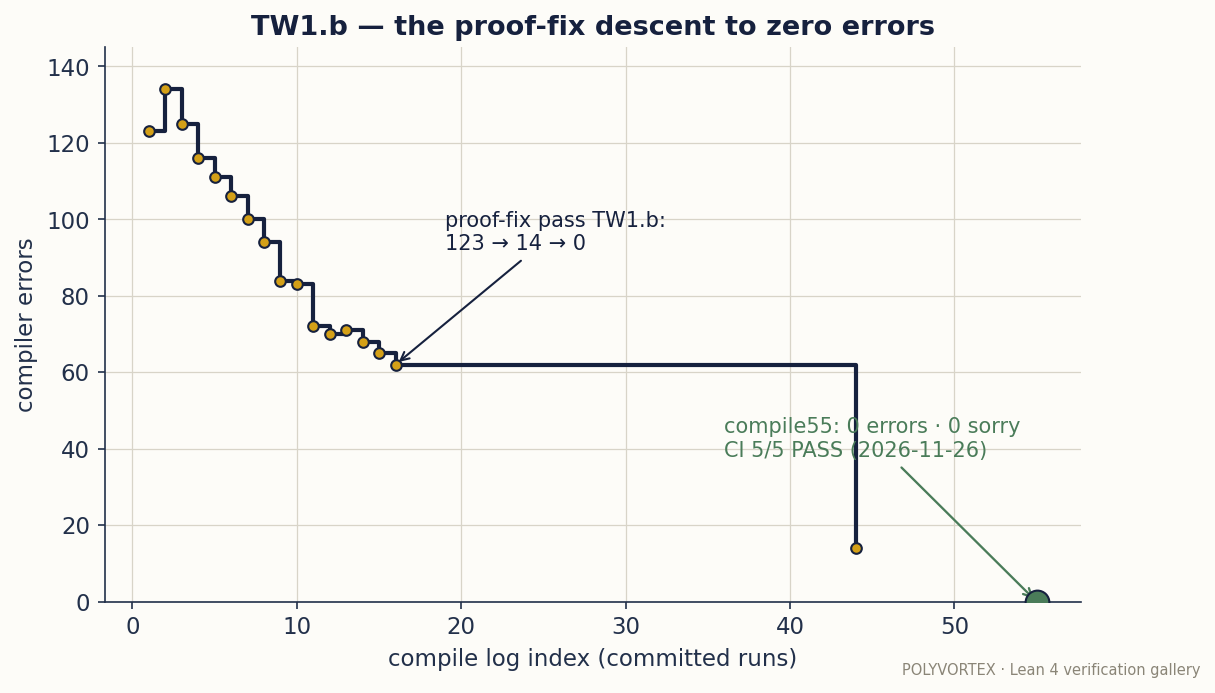 TW1.b — the proof-fix descent to zero errors
compiler errors
140
120
100
80
60
40
20
0
proof-fix pass TW1.b:
123 → 14 → 0
compile55: 0 errors · 0 sorry
CI 5/5 PASS (2026-11-26)
0 10 20 30 40 50
compile log index (committed runs)
POLYVORTEX · Lean 4 verification gallery